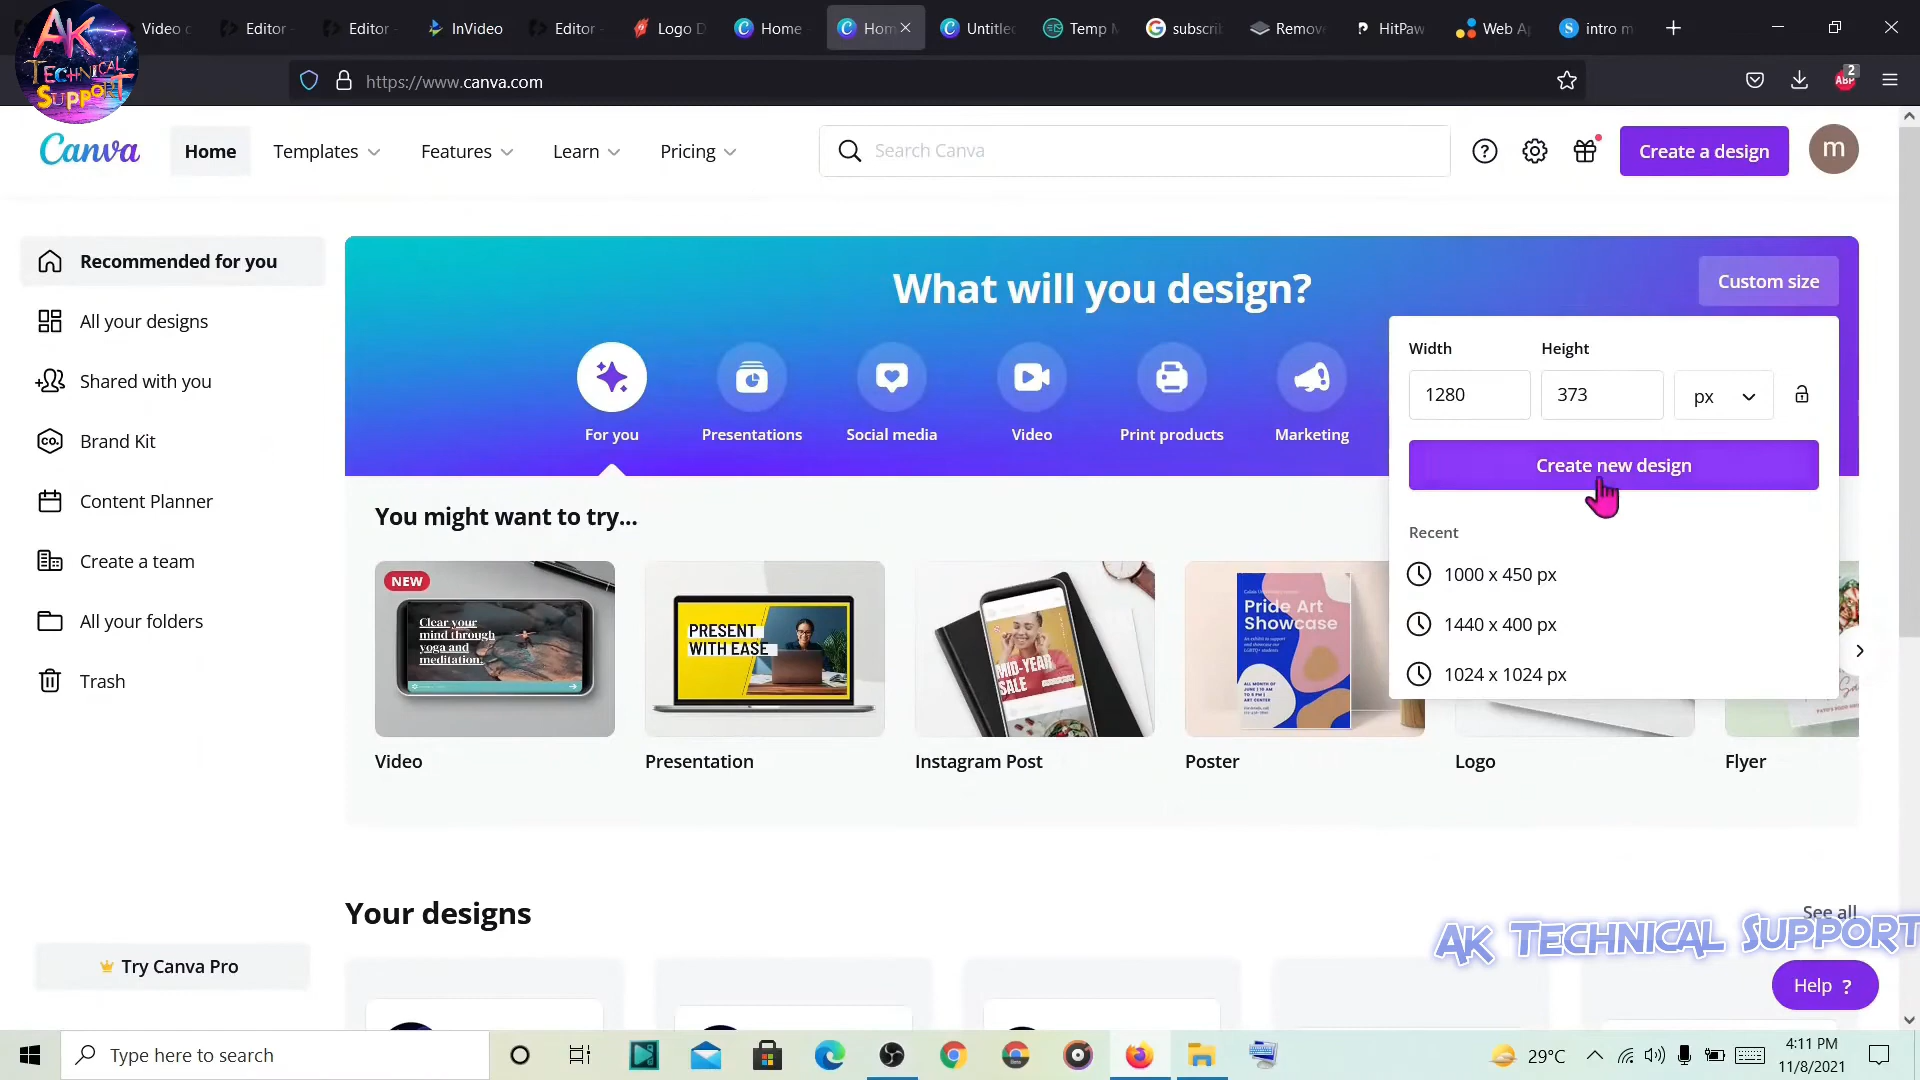 AK
TECHNICAL
SUPPORT
Video
Editor
Editor
InVideo
Editor
Logo D
Home
Hom
Untitled
Temp M
subscrib
Remov
HitPaw
Web Ap
intro m
https://www.canva.com
ABP
2
Canva
Home
Templates
Features
Learn
Pricing
Search Canva
Create a design
m
Recommended for you
All your designs
Shared with you
CO.
Brand Kit
Content Planner
Create a team
All your folders
Trash
Try Canva Pro
What will you design?
Custom size
For you
Presentations
Social media
Video
Print products
Marketing
Width
Height
1280
373
px
Create new design
Recent
1000 x 450 px
1440 x 400 px
1024 x 1024 px
You might want to try...
NEW
Clear your
mind through
yoga and
meditation:
PRESENT
WITH EASE
MID-YEAR
SALE
Pride Art
Showcase
Video
Presentation
Instagram Post
Poster
Logo
Flyer
Your designs
See all
AK TECHNICAL SUPPORT
Help ?
Type here to search
29°C
4:11 PM
11/8/2021